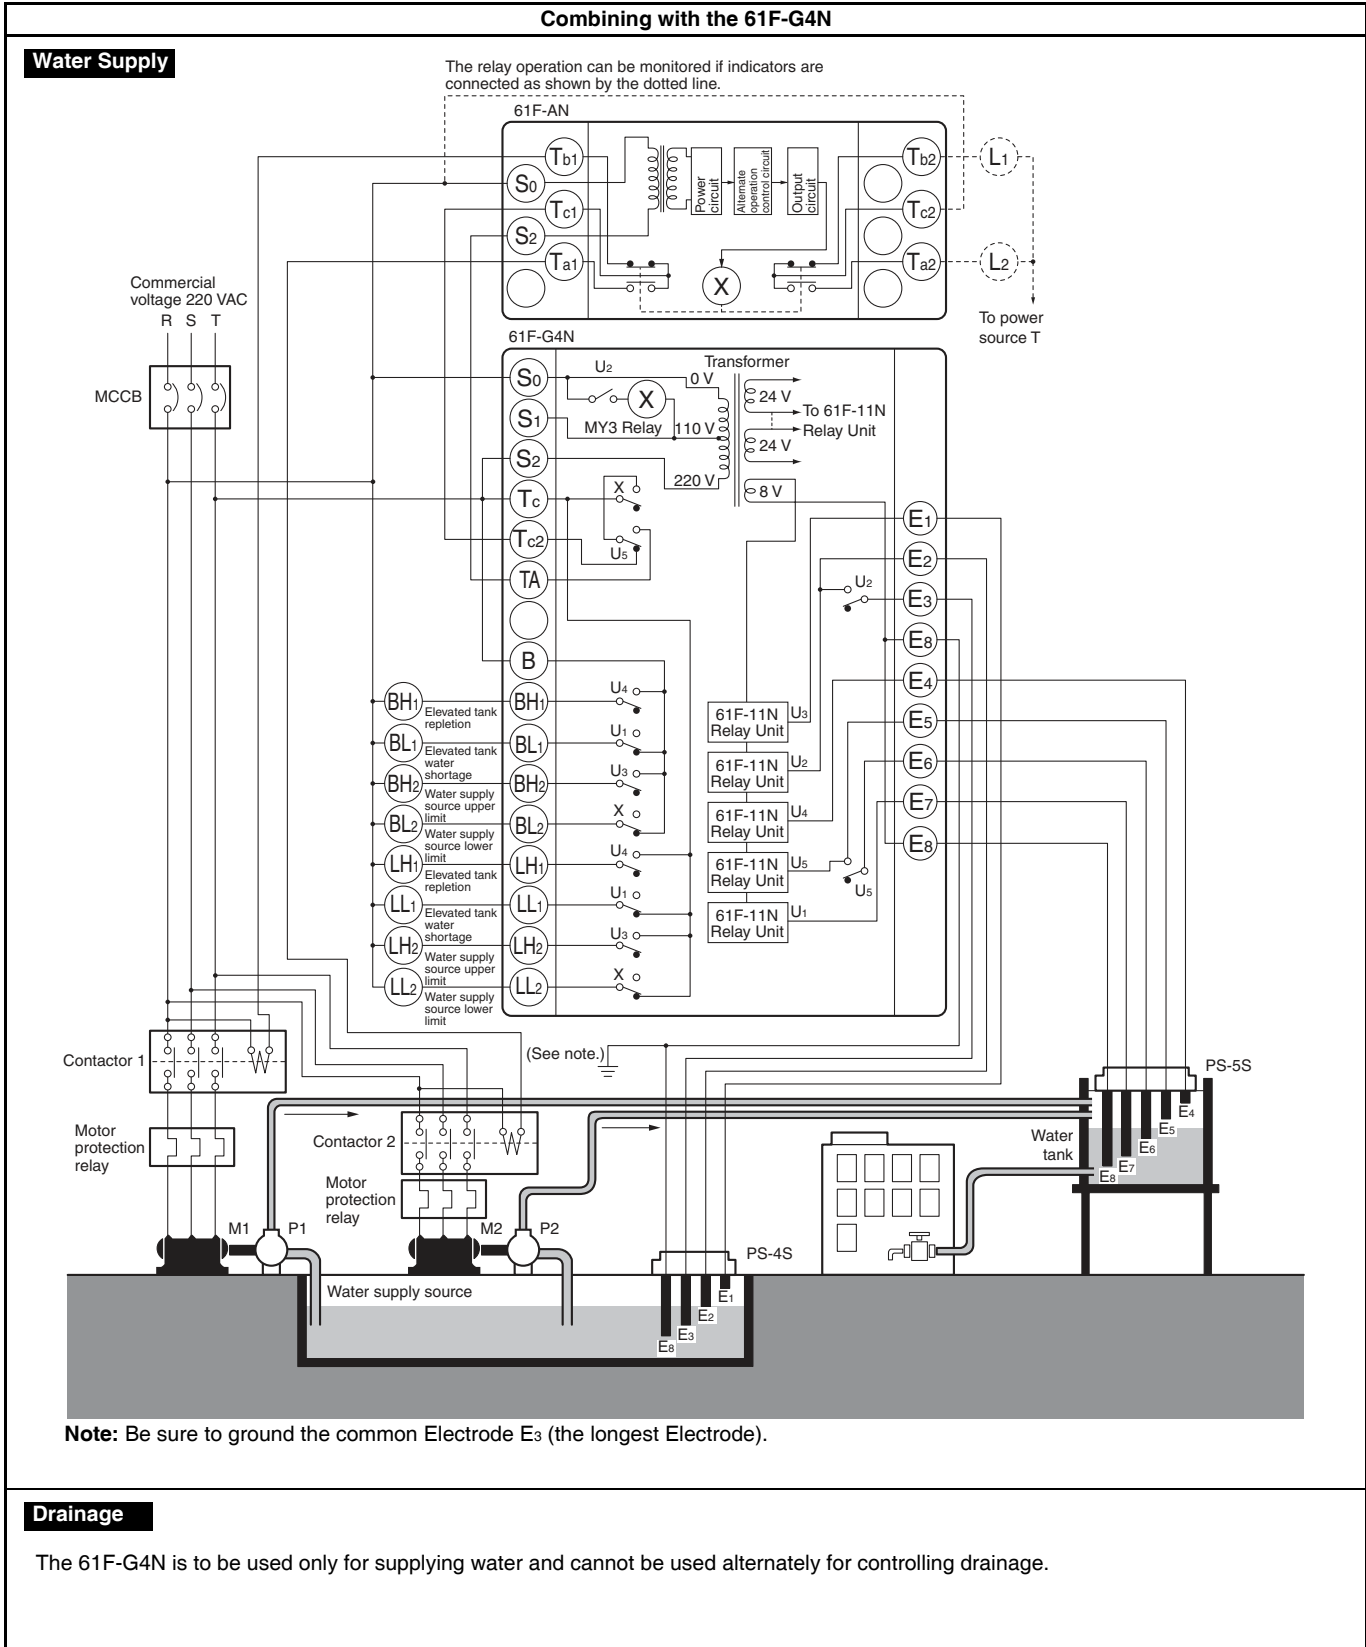 Combining with the 61F-G4N
Water Supply
The relay operation can be monitored if indicators are
connected as shown by the dotted line.
61F-AN
Tb1
S0
Tc1
S2
Ta1
Power
circuit
Alternate
operation
control circuit
Output
circuit
X
Tb2
Tc2
Ta2
L1
L2
To power
source T
Commercial
voltage 220 VAC
R S T
MCCB
61F-G4N
S0
S1
S2
Tc
Tc2
TA
B
U2
X
MY3 Relay
Transformer
0 V
110 V
220 V
24 V
24 V
8 V
To 61F-11N
Relay Unit
X
U5
E1
E2
E3
E8
E4
E5
E6
E7
E8
U2
BH1
Elevated tank
repletion
BH1
U4
BL1
Elevated tank
water
shortage
BL1
U1
BH2
Water supply
source upper
limit
BH2
U3
BL2
Water supply
source lower
limit
BL2
X
LH1
Elevated tank
repletion
LH1
U4
LL1
Elevated tank
water
shortage
LL1
U1
LH2
Water supply
source upper
limit
LH2
U3
LL2
Water supply
source lower
limit
LL2
X
61F-11N
Relay Unit
U3
61F-11N
Relay Unit
U2
61F-11N
Relay Unit
U4
61F-11N
Relay Unit
U5
U5
61F-11N
Relay Unit
U1
Contactor 1
(See note.)
Motor
protection
relay
Contactor 2
Motor
protection
relay
M1
P1
M2
P2
PS-4S
PS-5S
Water
tank
E4
E5
E6
E7
E8
Water supply source
E1
E2
E3
E8
Note: Be sure to ground the common Electrode E3 (the longest Electrode).
Drainage
The 61F-G4N is to be used only for supplying water and cannot be used alternately for controlling drainage.